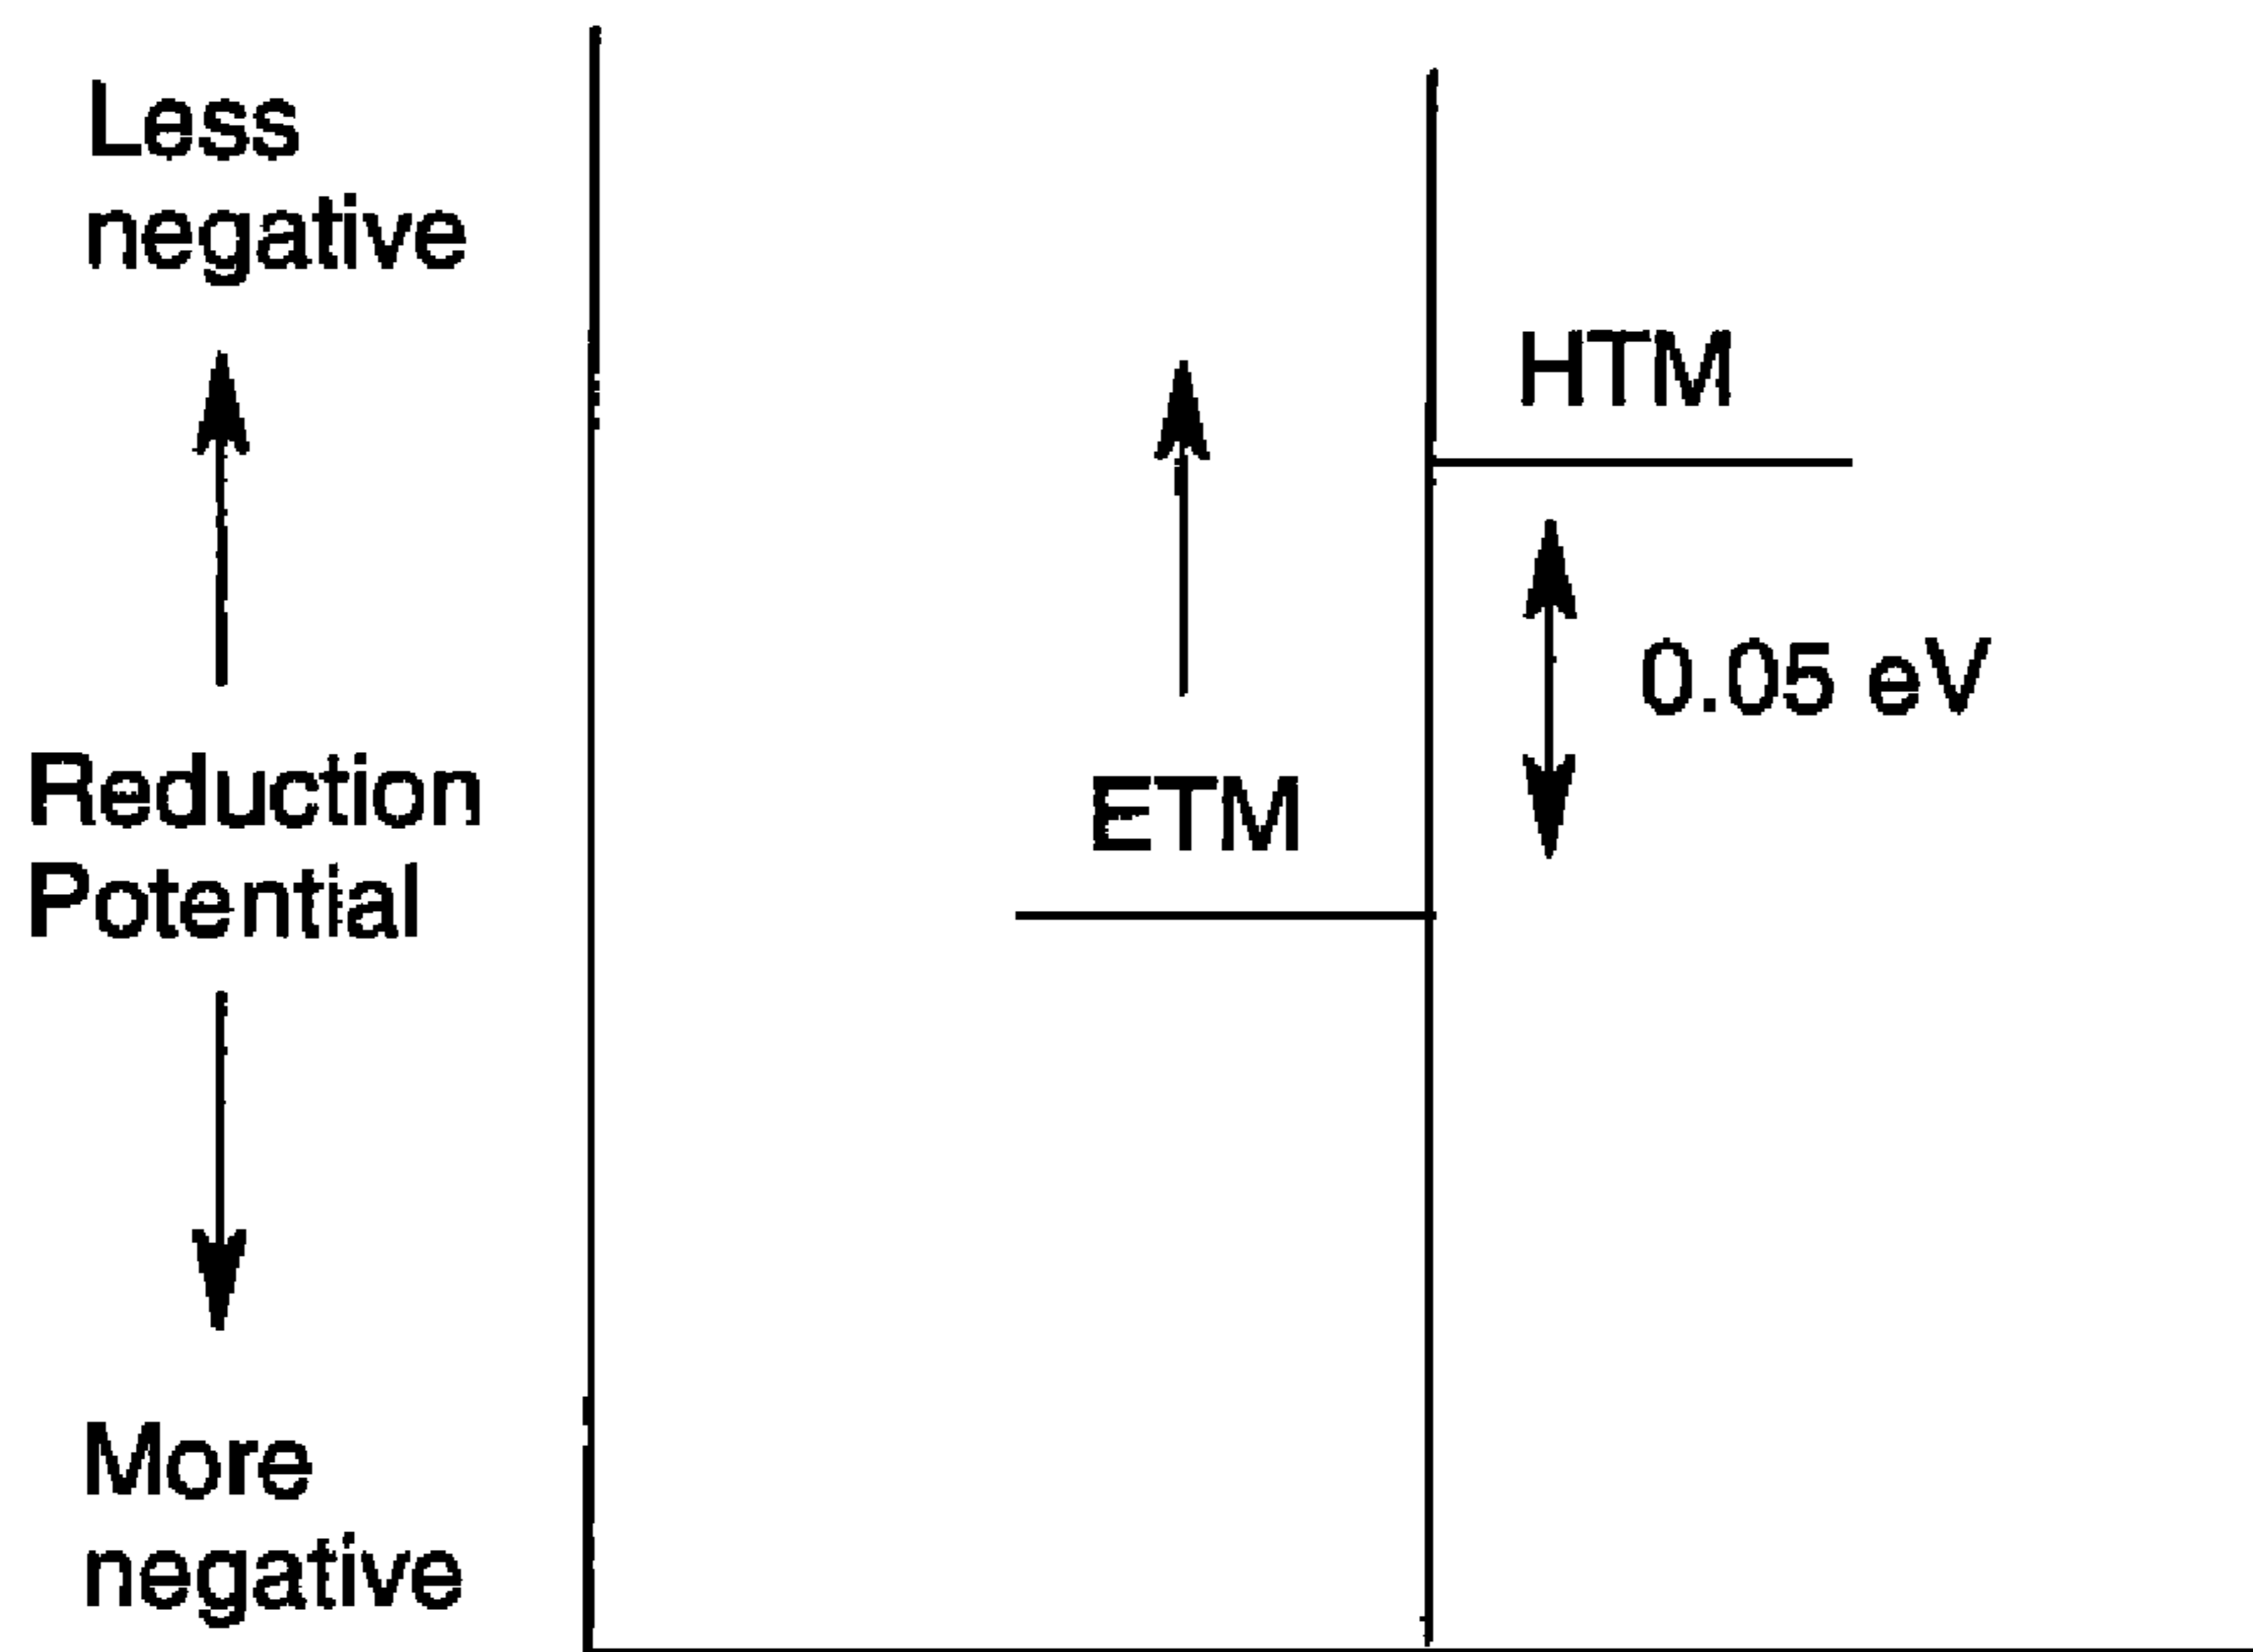 Less
negative
HTM
0.05 eV
Reduction
Potential
ETM
More
negative